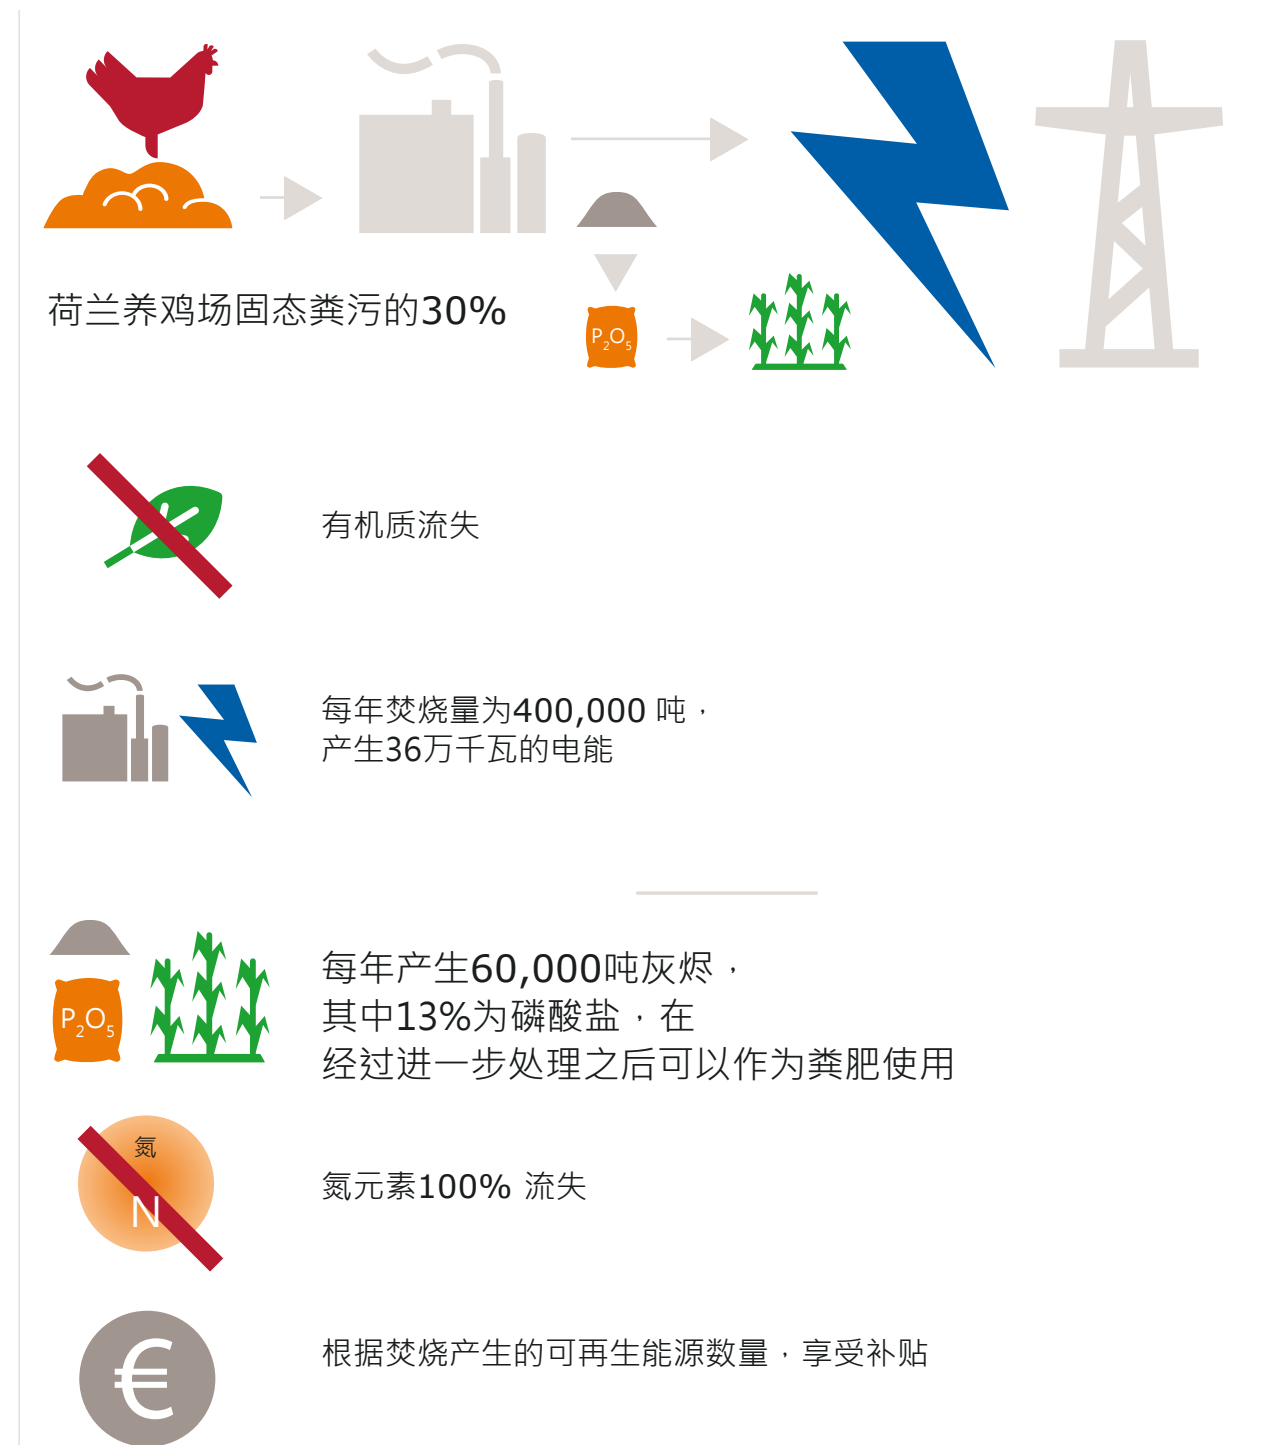 荷兰养鸡场固态粪污的30%
P₂O₅
有机质流失
每年焚烧量为400,000 吨，
产生36万千瓦的电能
每年产生60,000吨灰烬，
其中13%为磷酸盐，在
经过进一步处理之后可以作为粪肥使用
P₂O₅
氮
N
氮元素100% 流失
€
根据焚烧产生的可再生能源数量，享受补贴